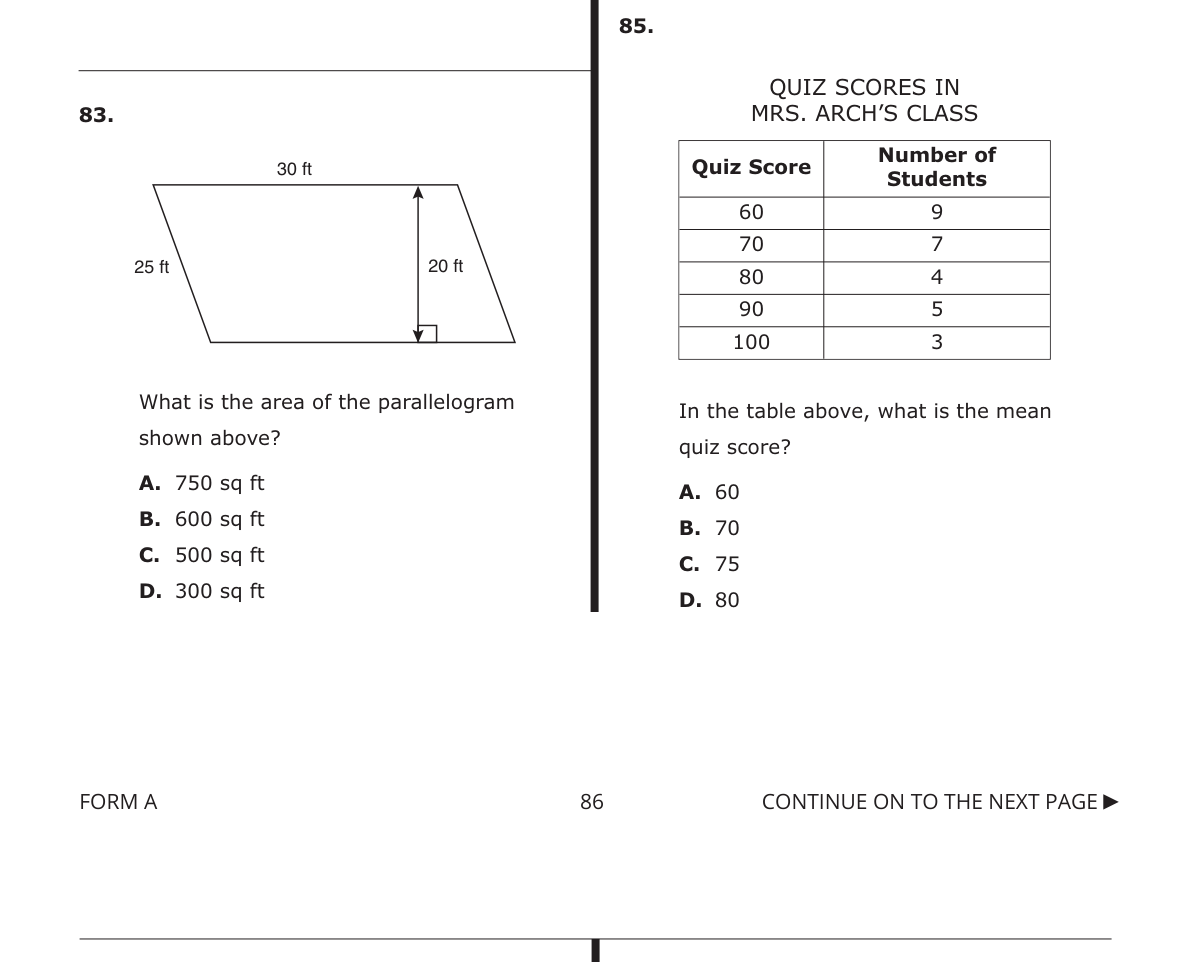 83.
30 ft
25 ft
20 ft
What is the area of the parallelogram
shown above?
A. 750 sq ft
B. 600 sq ft
C. 500 sq ft
D. 300 sq ft
85.
QUIZ SCORES IN
MRS. ARCH’S CLASS
Quiz Score Number of
Students
60 9
70 7
80 4
90 5
100 3
In the table above, what is the mean
quiz score?
A. 60
B. 70
C. 75
D. 80
FORM A 86 CONTINUE ON TO THE NEXT PAGE ►